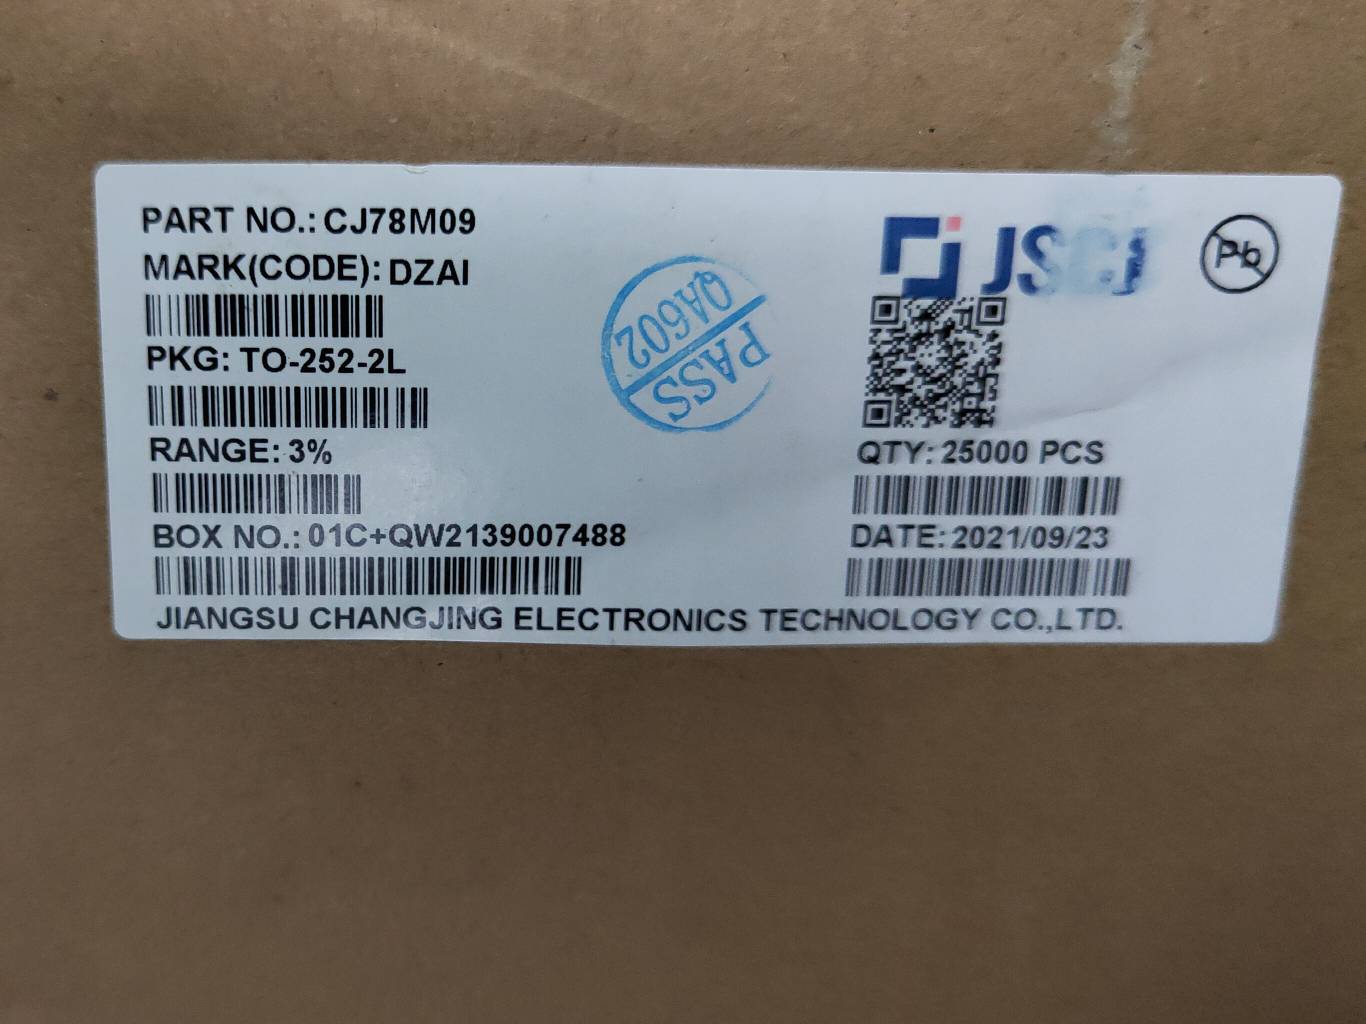 PART NO.: CJ78M09
MARK(CODE): DZAI
PKG: TO-252-2L
RANGE: 3%
BOX NO.: 01C+QW2139007488
JIANGSU CHANGJING ELECTRONICS TECHNOLOGY CO.,LTD.
QA602
PASS
JSCJ
Pb
QTY: 25000 PCS
DATE: 2021/09/23